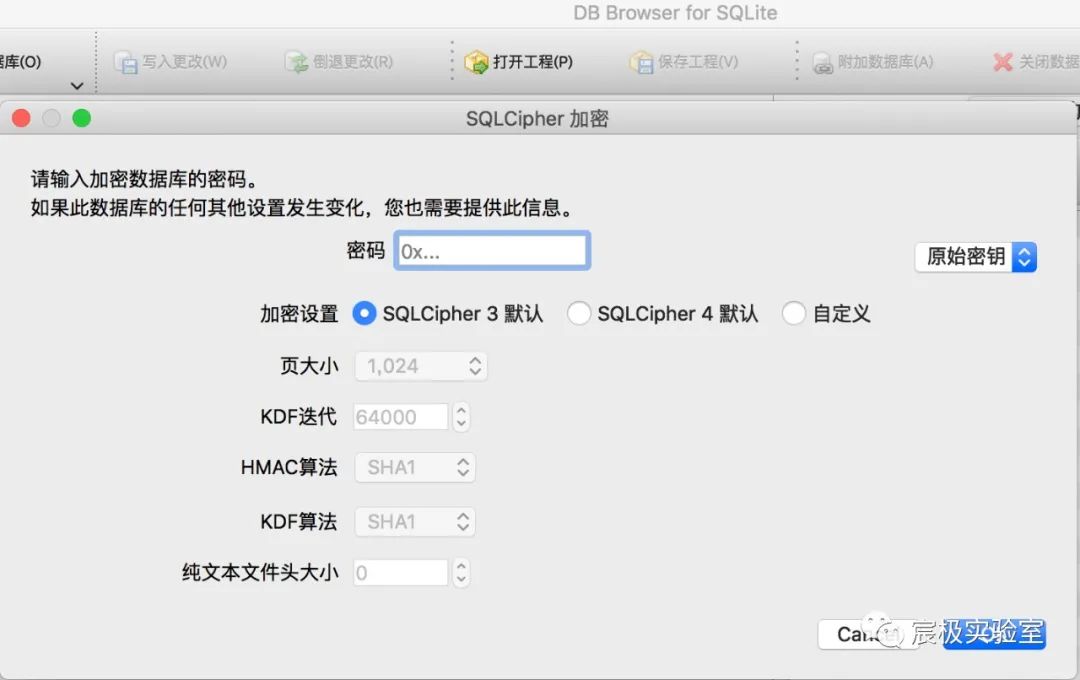 DB Browser for SQLite
库(O) 写入更改(W) 倒退更改(R) 打开工程(P) 保存工程(V) 附加数据库(A) 关闭数据
SQLCipher 加密
请输入加密数据库的密码。
如果此数据库的任何其他设置发生变化，您也需要提供此信息。
密码 0x... 原始密钥
加密设置 SQLCipher 3 默认 SQLCipher 4 默认 自定义
页大小 1,024
KDF迭代 64000
HMAC算法 SHA1
KDF算法 SHA1
纯文本文件头大小 0
宸极实验室